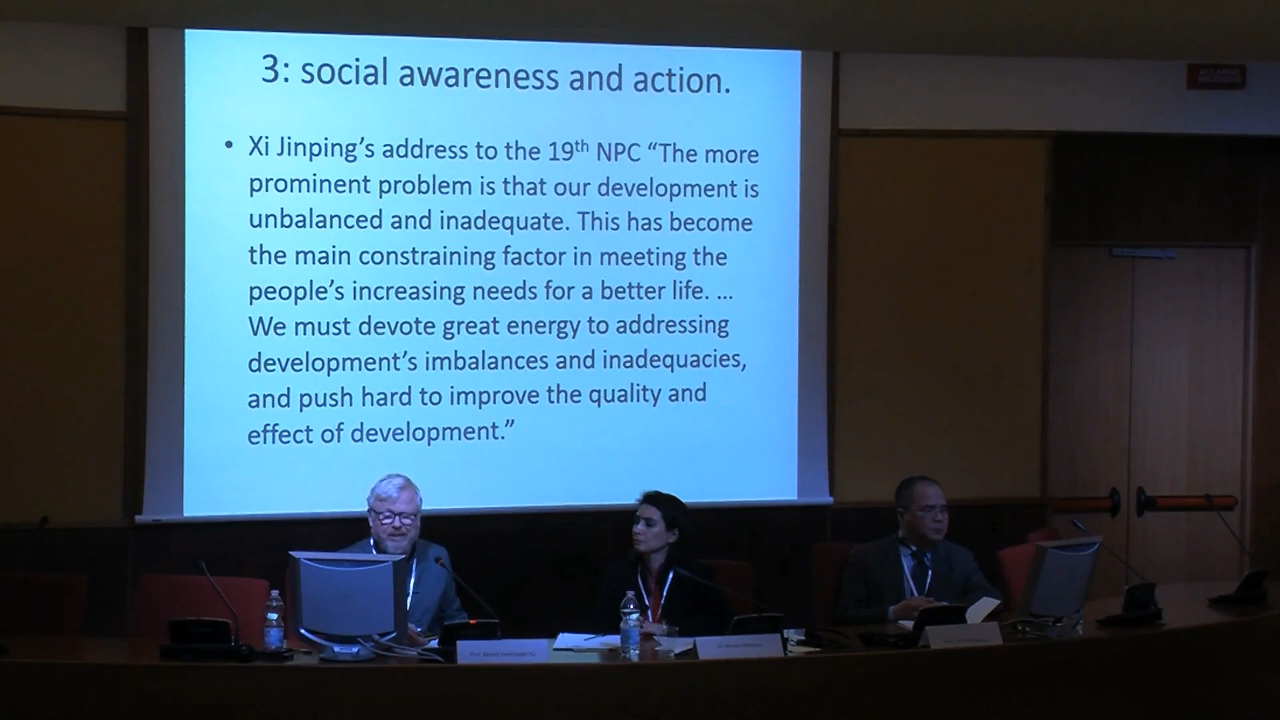 3: social awareness and action.
• Xi Jinping’s address to the 19th NPC “The more
prominent problem is that our development is
unbalanced and inadequate. This has become
the main constraining factor in meeting the
people’s increasing needs for a better life. ...
We must devote great energy to addressing
development’s imbalances and inadequacies,
and push hard to improve the quality and
effect of development.”